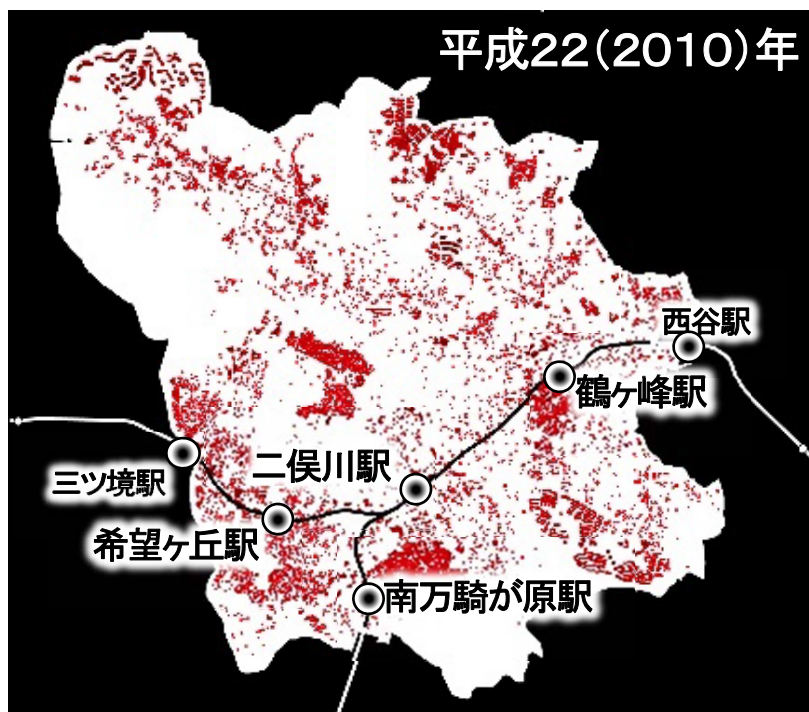 平成22(2010)年
西谷駅
鶴ヶ峰駅
二俣川駅
三ツ境駅
希望ヶ丘駅
南万騎が原駅